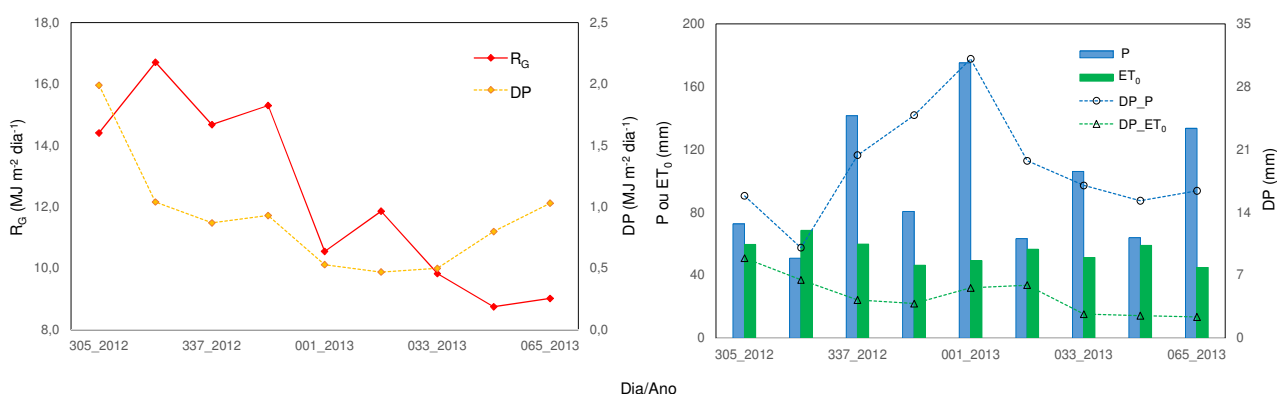 18,0
16,0
14,0
12,0
10,0
8,0
R_G (MJ m⁻² dia⁻¹)
2,5
2,0
1,5
1,0
0,5
0,0
DP (MJ m⁻² dia⁻¹)
R_G
DP
305_2012 337_2012 001_2013 033_2013 065_2013
200
160
120
80
40
0
P ou ET₀ (mm)
35
28
21
14
7
0
DP (mm)
P
ET₀
DP_P
DP_ET₀
305_2012 337_2012 001_2013 033_2013 065_2013
Dia/Ano